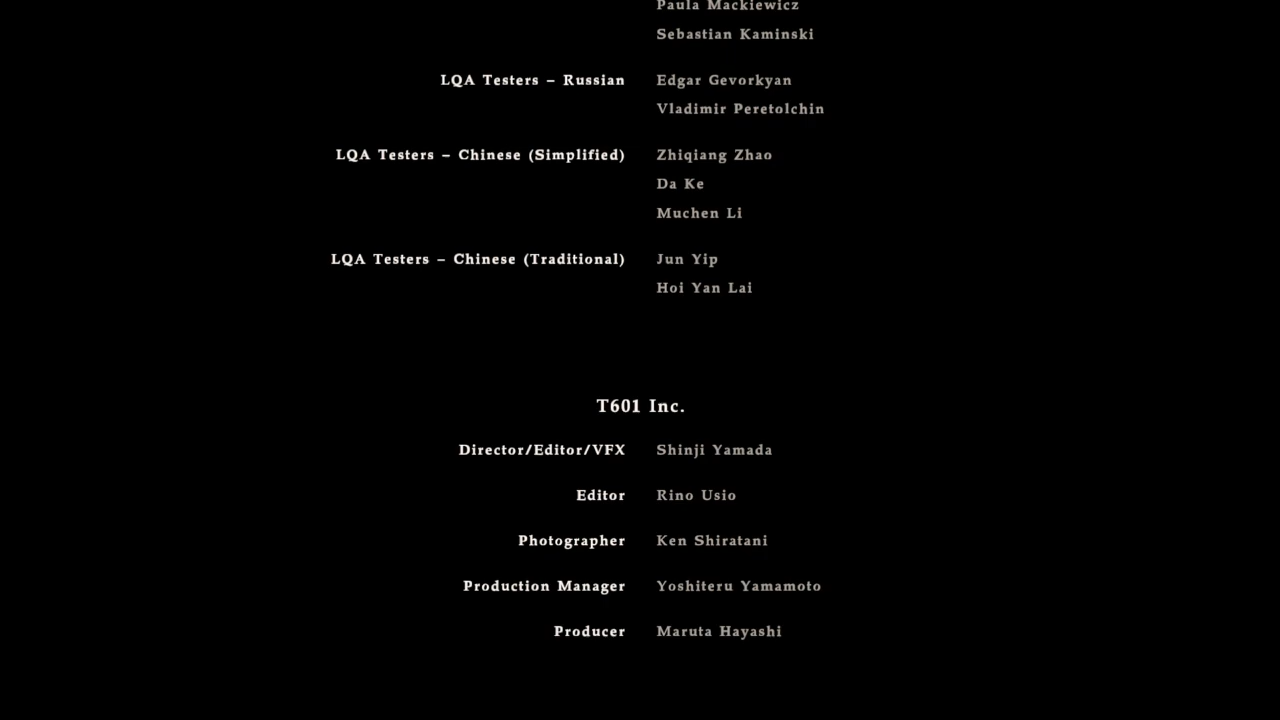 Paula Mackiewicz
Sebastian Kaminski
LQA Testers – Russian Edgar Gevorkyan
Vladimir Peretolchin
LQA Testers – Chinese (Simplified) Zhiqiang Zhao
Da Ke
Muchen Li
LQA Testers – Chinese (Traditional) Jun Yip
Hoi Yan Lai
T601 Inc.
Director/Editor/VFX Shinji Yamada
Editor Rino Usio
Photographer Ken Shiratani
Production Manager Yoshiteru Yamamoto
Producer Maruta Hayashi